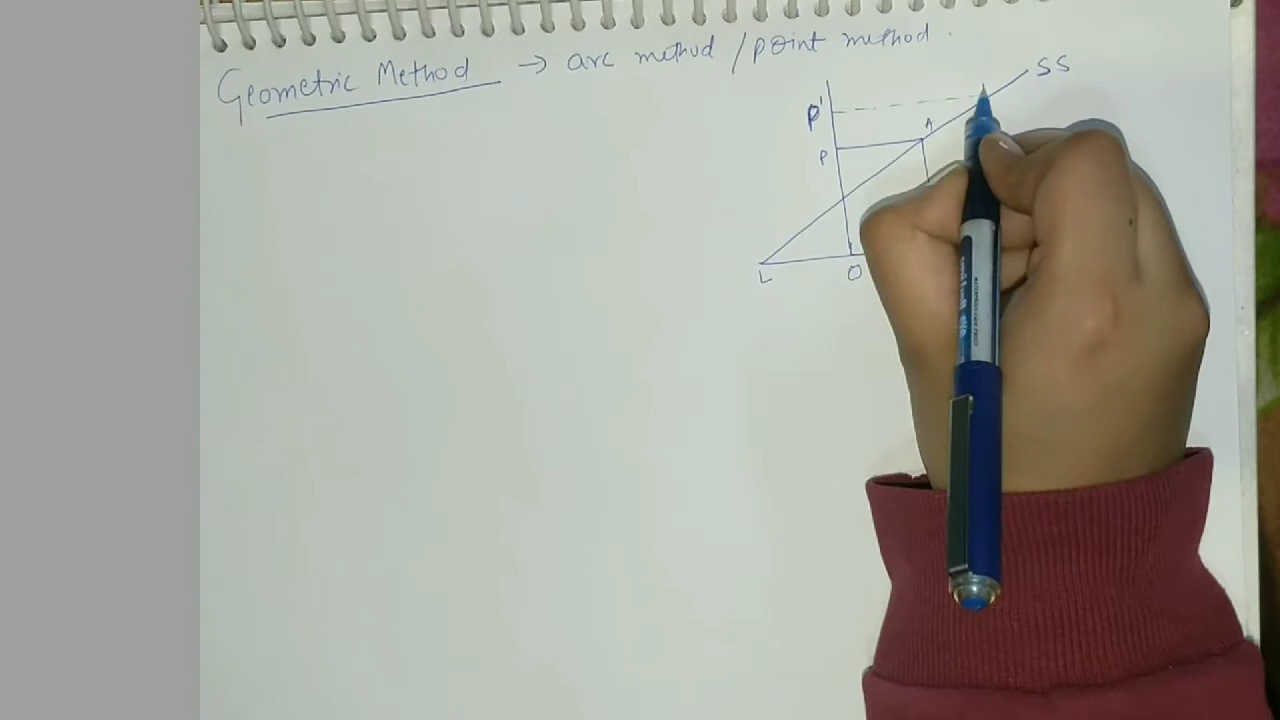 Geometric Method → arc method / point method.
SS
P'
A
P
L O